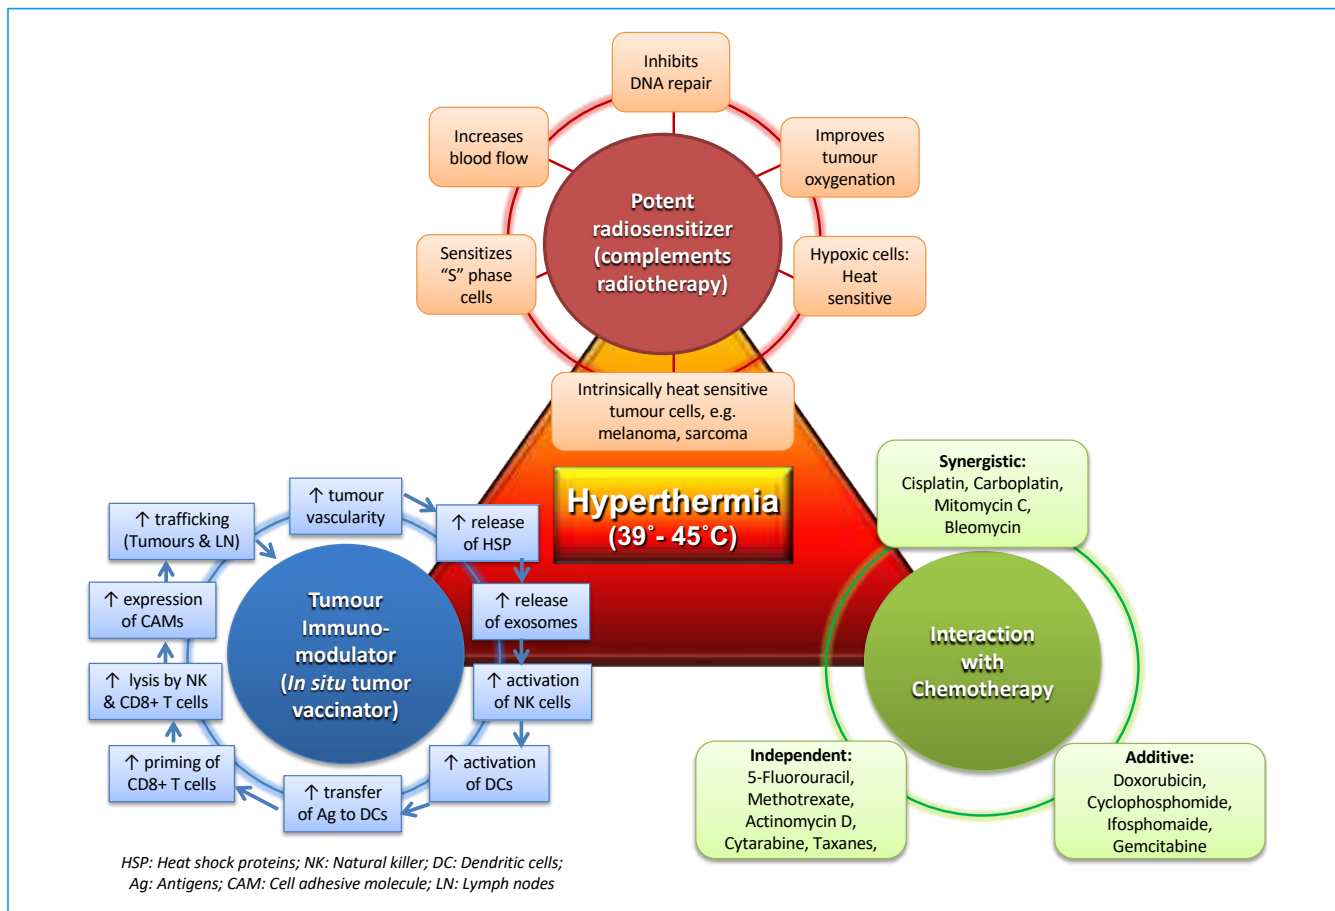 Inhibits
DNA repair
Increases
blood flow
Improves
tumour
oxygenation
Potent
radiosensitizer
(complements
radiotherapy)
Sensitizes
“S” phase
cells
Hypoxic cells:
Heat
sensitive
Intrinsically heat sensitive
tumour cells, e.g.
melanoma, sarcoma
Hyperthermia
(39˚- 45˚C)
↑ tumour
vascularity
↑ release
of HSP
↑ release
of exosomes
↑ activation
of NK cells
↑ activation
of DCs
↑ transfer
of Ag to DCs
↑ priming of
CD8+ T cells
↑ lysis by NK
& CD8+ T cells
↑ expression
of CAMs
↑ trafficking
(Tumours & LN)
Tumour
Immuno-
modulator
(In situ tumor
vaccinator)
Synergistic:
Cisplatin, Carboplatin,
Mitomycin C,
Bleomycin
Interaction
with
Chemotherapy
Independent:
5-Fluorouracil,
Methotrexate,
Actinomycin D,
Cytarabine, Taxanes,
Additive:
Doxorubicin,
Cyclophosphomide,
Ifosphomaide,
Gemcitabine
HSP: Heat shock proteins; NK: Natural killer; DC: Dendritic cells;
Ag: Antigens; CAM: Cell adhesive molecule; LN: Lymph nodes